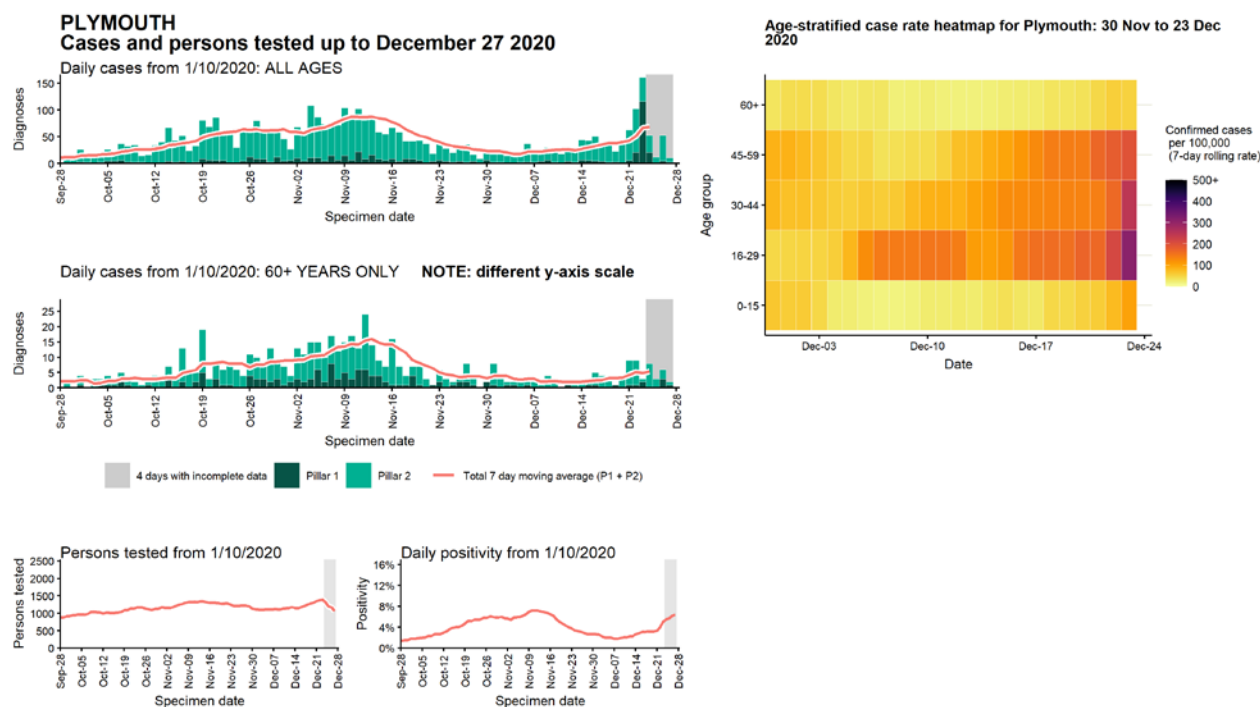 PLYMOUTH
Cases and persons tested up to December 27 2020
Daily cases from 1/10/2020: ALL AGES
Diagnoses
150
100
50
0
Sep-28
Oct-05
Oct-12
Oct-19
Oct-26
Nov-02
Nov-09
Nov-16
Nov-23
Nov-30
Dec-07
Dec-14
Dec-21
Dec-28
Specimen date
Daily cases from 1/10/2020: 60+ YEARS ONLY NOTE: different y-axis scale
Diagnoses
25
20
15
10
5
0
Sep-28
Oct-05
Oct-12
Oct-19
Oct-26
Nov-02
Nov-09
Nov-16
Nov-23
Nov-30
Dec-07
Dec-14
Dec-21
Dec-28
Specimen date
4 days with incomplete data Pillar 1 Pillar 2 Total 7 day moving average (P1 + P2)
Persons tested from 1/10/2020
Persons tested
2500
2000
1500
1000
500
0
Sep-28
Oct-05
Oct-12
Oct-19
Oct-26
Nov-02
Nov-09
Nov-16
Nov-23
Nov-30
Dec-07
Dec-14
Dec-21
Dec-28
Specimen date
Daily positivity from 1/10/2020
Positivity
16%
12%
8%
4%
0%
Sep-28
Oct-05
Oct-12
Oct-19
Oct-26
Nov-02
Nov-09
Nov-16
Nov-23
Nov-30
Dec-07
Dec-14
Dec-21
Dec-28
Specimen date
Age-stratified case rate heatmap for Plymouth: 30 Nov to 23 Dec
2020
Age group
60+
45-59
30-44
16-29
0-15
Dec-03
Dec-10
Dec-17
Dec-24
Date
Confirmed cases
per 100,000
(7-day rolling rate)
500+
400
300
200
100
0